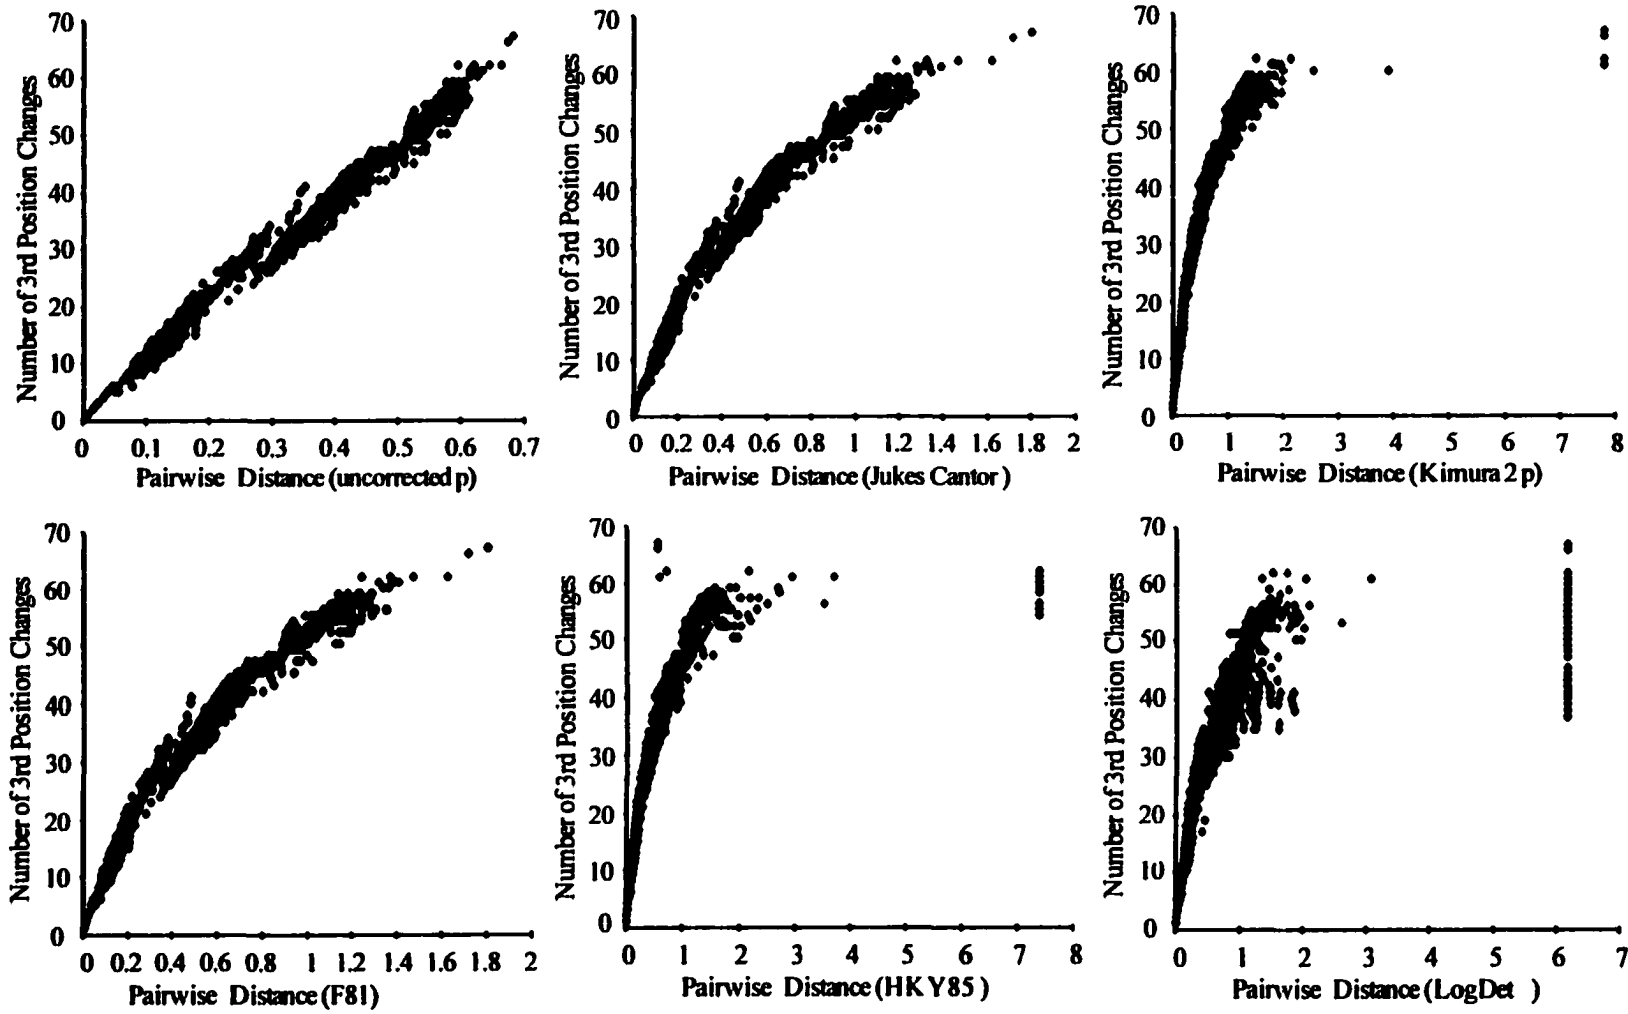 Number of 3rd Position Changes
70
60
50
40
30
20
10
0
0 0.1 0.2 0.3 0.4 0.5 0.6 0.7
Pairwise Distance (uncorrected p)
Number of 3rd Position Changes
70
60
50
40
30
20
10
0
0 0.2 0.4 0.6 0.8 1 1.2 1.4 1.6 1.8 2
Pairwise Distance (Jukes Cantor)
Number of 3rd Position Changes
70
60
50
40
30
20
10
0
0 1 2 3 4 5 6 7 8
Pairwise Distance (Kimura 2 p)
Number of 3rd Position Changes
70
60
50
40
30
20
10
0
0 0.2 0.4 0.6 0.8 1 1.2 1.4 1.6 1.8 2
Pairwise Distance (F81)
Number of 3rd Position Changes
70
60
50
40
30
20
10
0
0 1 2 3 4 5 6 7 8
Pairwise Distance (HKY85)
Number of 3rd Position Changes
70
60
50
40
30
20
10
0
0 1 2 3 4 5 6 7
Pairwise Distance (LogDet )